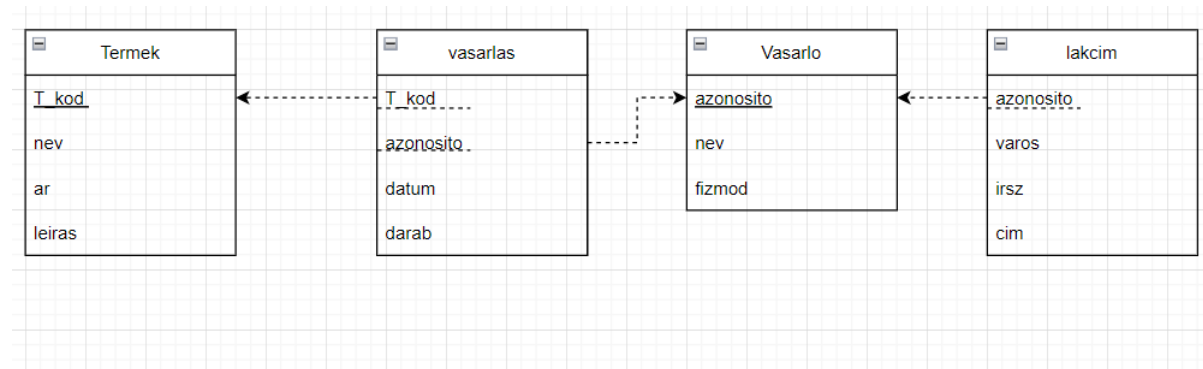 Termek
T_kod
nev
ar
leiras
vasarlas
T_kod
azonosito
datum
darab
Vasarlo
azonosito
nev
fizmod
lakcim
azonosito
varos
irsz
cim